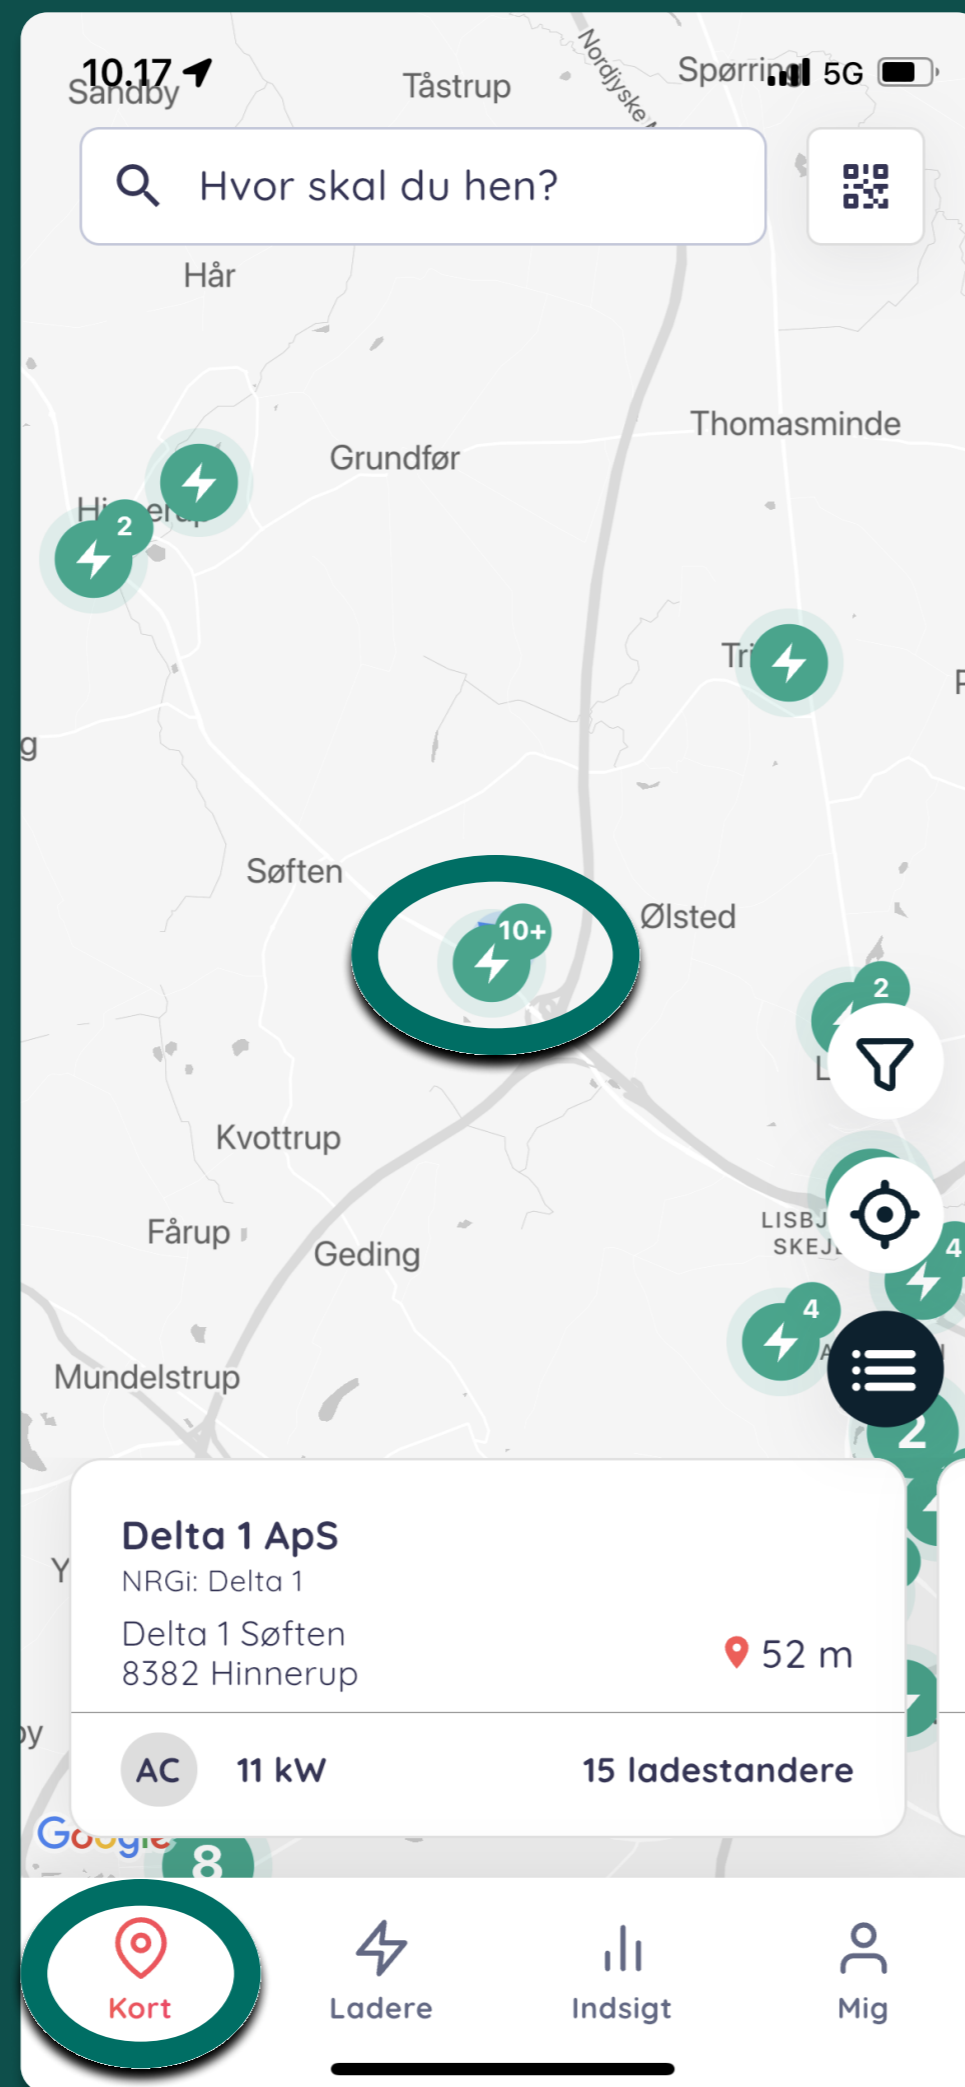 10.17
5G
Sandby
Tåstrup
Nordjyske
Spørring
Hvor skal du hen?
Hår
Thomasminde
Grundfør
2
Søften
10+
Ølsted
2
Kvottrup
LISBJ
SKEJ
4
Fårup
Geding
4
Mundelstrup
2
Delta 1 ApS
NRGi: Delta 1
Delta 1 Søften
8382 Hinnerup
52 m
AC
11 kW
15 ladestandere
Google
8
Kort
Ladere
Indsigt
Mig